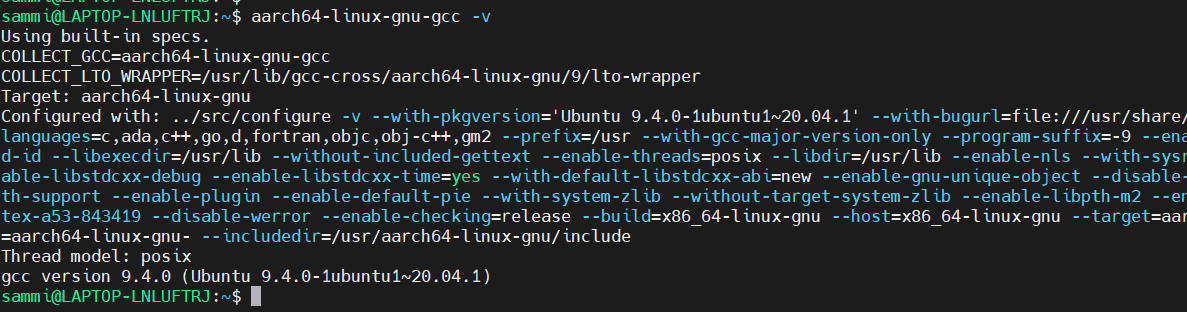 sammi@LAPTOP-LNLUFTRJ:~$ aarch64-linux-gnu-gcc -v
Using built-in specs.
COLLECT_GCC=aarch64-linux-gnu-gcc
COLLECT_LTO_WRAPPER=/usr/lib/gcc-cross/aarch64-linux-gnu/9/lto-wrapper
Target: aarch64-linux-gnu
Configured with: ../src/configure -v --with-pkgversion='Ubuntu 9.4.0-1ubuntu1~20.04.1' --with-bugurl=file:///usr/share/
languages=c,ada,c++,go,d,fortran,objc,obj-c++,gm2 --prefix=/usr --with-gcc-major-version-only --program-suffix=-9 --ena
d-id --libexecdir=/usr/lib --without-included-gettext --enable-threads=posix --libdir=/usr/lib --enable-nls --with-sysr
able-libstdcxx-debug --enable-libstdcxx-time=yes --with-default-libstdcxx-abi=new --enable-gnu-unique-object --disable-
th-support --enable-plugin --enable-default-pie --with-system-zlib --without-target-system-zlib --enable-libpth-m2 --en
tex-a53-843419 --disable-werror --enable-checking=release --build=x86_64-linux-gnu --host=x86_64-linux-gnu --target=aar
=aarch64-linux-gnu- --includedir=/usr/aarch64-linux-gnu/include
Thread model: posix
gcc version 9.4.0 (Ubuntu 9.4.0-1ubuntu1~20.04.1)
sammi@LAPTOP-LNLUFTRJ:~$